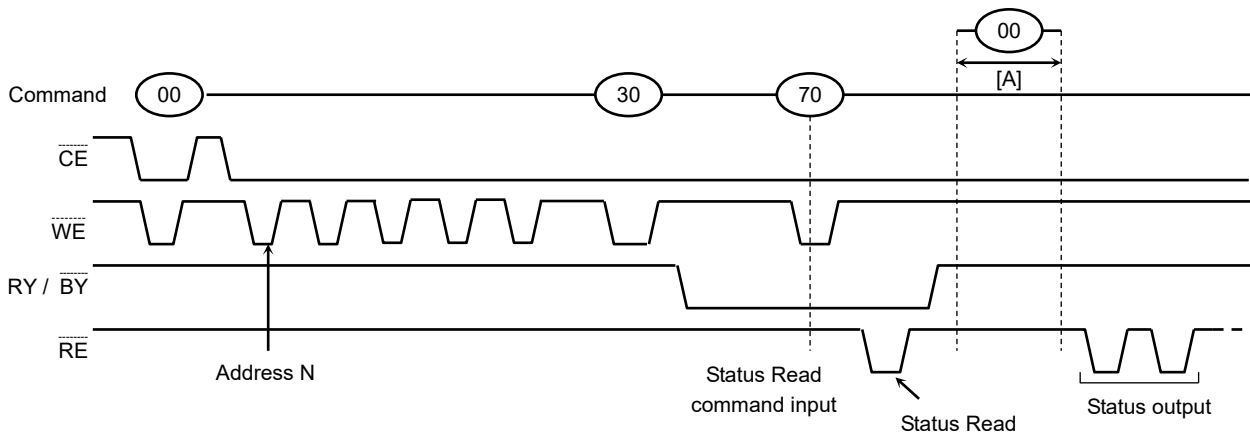 00
[A]
Command
00
30
70
CE
WE
RY / BY
RE
Address N
Status Read
command input
Status Read
Status output